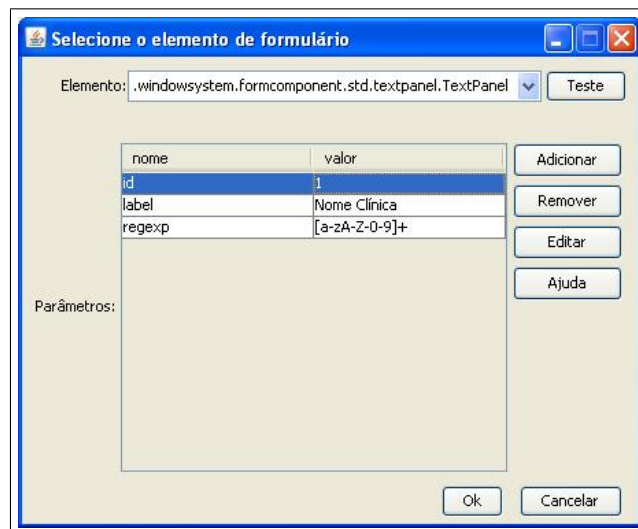 Selecione o elemento de formulário
Elemento: .windowsystem.formcomponent.std.textpanel.TextPanel Teste
nome valor Adicionar
id 1
label Nome Clínica Remover
regexp [a-zA-Z-0-9]+
Editar
Ajuda
Parâmetros:
Ok Cancelar